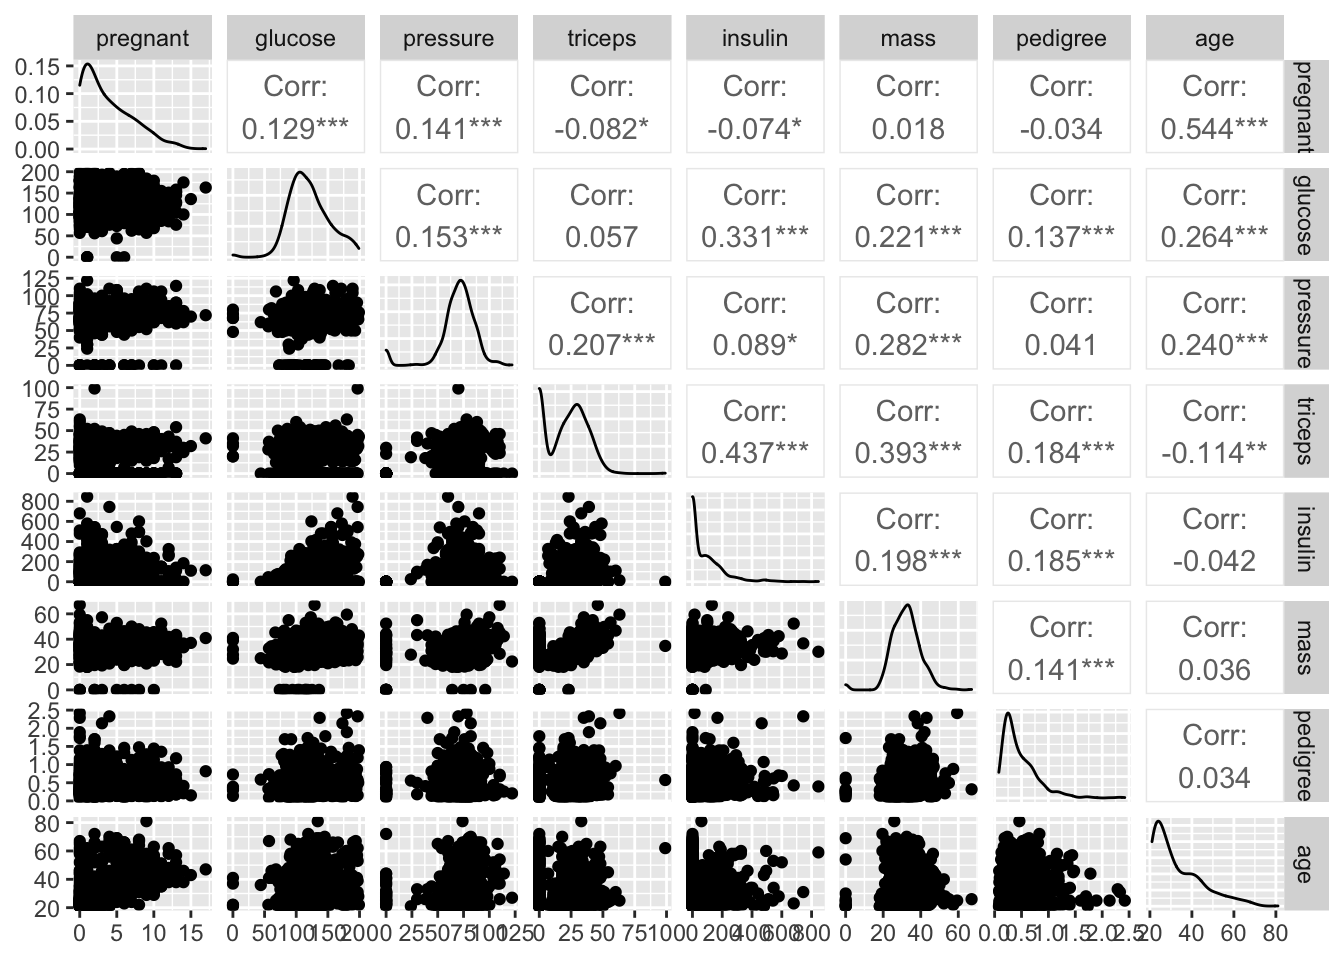 pregnant glucose pressure triceps insulin mass pedigree age
0.15 0.10 0.05 0.00
Corr: Corr: Corr: Corr: Corr: Corr: Corr:
0.129*** 0.141*** -0.082* -0.074* 0.018 -0.034 0.544***
pregnant
200 150 100 50 0
Corr: Corr: Corr: Corr: Corr: Corr:
0.153*** 0.057 0.331*** 0.221*** 0.137*** 0.264***
glucose
125 100 75 50 25 0
Corr: Corr: Corr: Corr: Corr:
0.207*** 0.089* 0.282*** 0.041 0.240***
pressure
100 75 50 25 0
Corr: Corr: Corr: Corr:
0.437*** 0.393*** 0.184*** -0.114**
triceps
800 600 400 200 0
Corr: Corr: Corr:
0.198*** 0.185*** -0.042
insulin
60 40 20 0
Corr: Corr:
0.141*** 0.036
mass
2.5 2.0 1.5 1.0 0.5 0.0
Corr:
0.034
pedigree
80 60 40 20
age
0 5 10 15 0 50 100 150 200 0 25 50 75 100 125 0 25 50 75 100 0 200 400 600 800 0 20 40 60 0.0 0.5 1.0 1.5 2.0 2.5 20 40 60 80